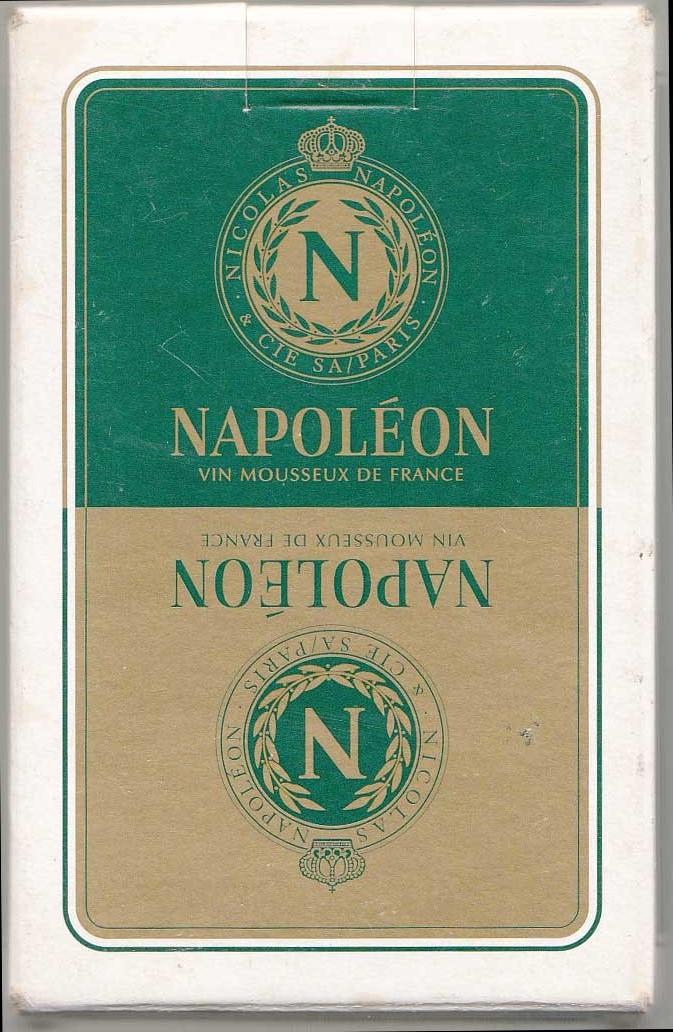 NICOLAS NAPOLÉON
· & CIE SA/PARIS ·
N
NAPOLÉON
VIN MOUSSEUX DE FRANCE
VIN MOUSSEUX DE FRANCE
NAPOLÉON
· & CIE SA/PARIS ·
N
NICOLAS NAPOLÉON